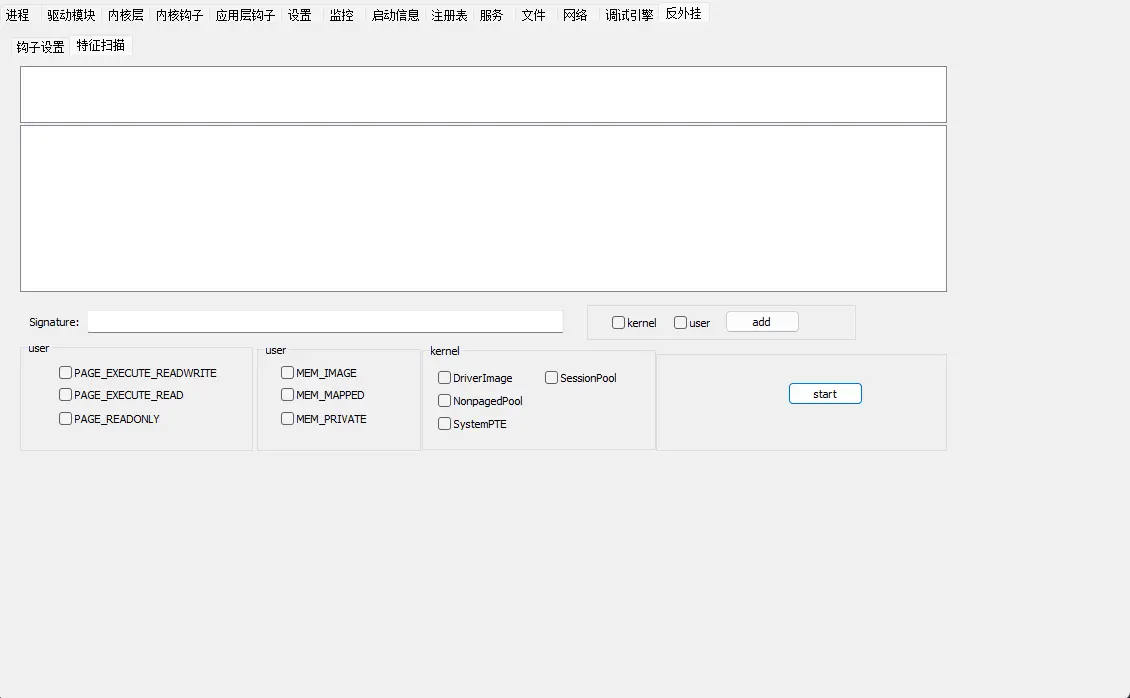 进程 驱动模块 内核层 内核钩子 应用层钩子 设置 监控 启动信息 注册表 服务 文件 网络 调试引擎 反外挂
钩子设置 特征扫描
Signature: kernel user add
user user kernel
PAGE_EXECUTE_READWRITE MEM_IMAGE DriverImage SessionPool
PAGE_EXECUTE_READ MEM_MAPPED NonpagedPool start
PAGE_READONLY MEM_PRIVATE SystemPTE